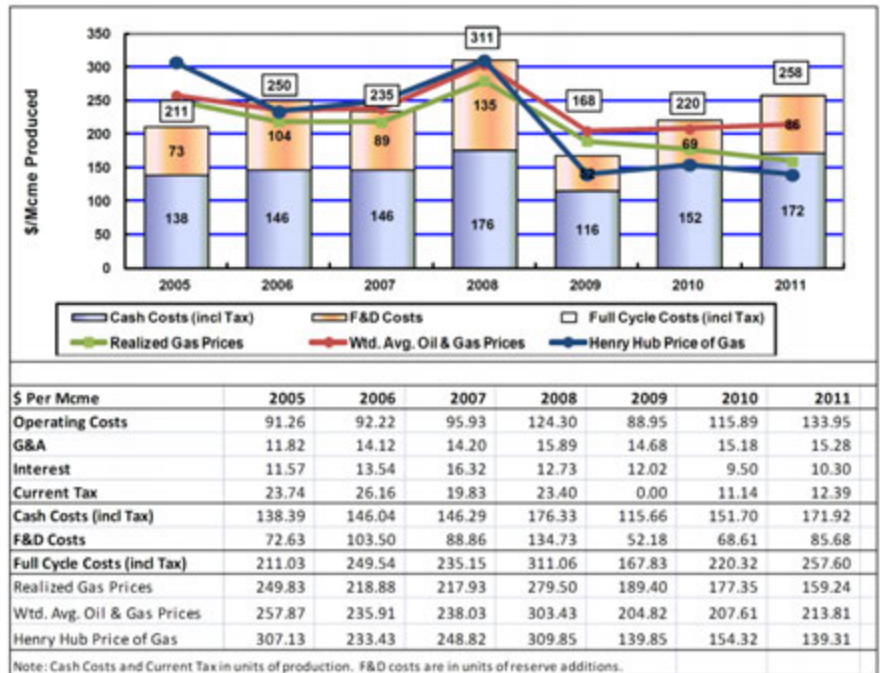 350
300
250
200
150
100
50
0
$/Mcme Produced
211
250
235
311
168
220
258
73
104
89
135
52
69
86
138
146
146
176
116
152
172
2005 2006 2007 2008 2009 2010 2011
Cash Costs (incl Tax) F&D Costs Full Cycle Costs (incl Tax)
Realized Gas Prices Wtd. Avg. Oil & Gas Prices Henry Hub Price of Gas
$ Per Mcme 2005 2006 2007 2008 2009 2010 2011
Operating Costs 91.26 92.22 95.93 124.30 88.95 115.89 133.95
G&A 11.82 14.12 14.20 15.89 14.68 15.18 15.28
Interest 11.57 13.54 16.32 12.73 12.02 9.50 10.30
Current Tax 23.74 26.16 19.83 23.40 0.00 11.14 12.39
Cash Costs (incl Tax) 138.39 146.04 146.29 176.33 115.66 151.70 171.92
F&D Costs 72.63 103.50 88.86 134.73 52.18 68.61 85.68
Full Cycle Costs (incl Tax) 211.03 249.54 235.15 311.06 167.83 220.32 257.60
Realized Gas Prices 249.83 218.88 217.93 279.50 189.40 177.35 159.24
Wtd. Avg. Oil & Gas Prices 257.87 235.91 238.03 303.43 204.82 207.61 213.81
Henry Hub Price of Gas 307.13 233.43 248.82 309.85 139.85 154.32 139.31
Note: Cash Costs and Current Tax in units of production. F&D costs are in units of reserve additions.